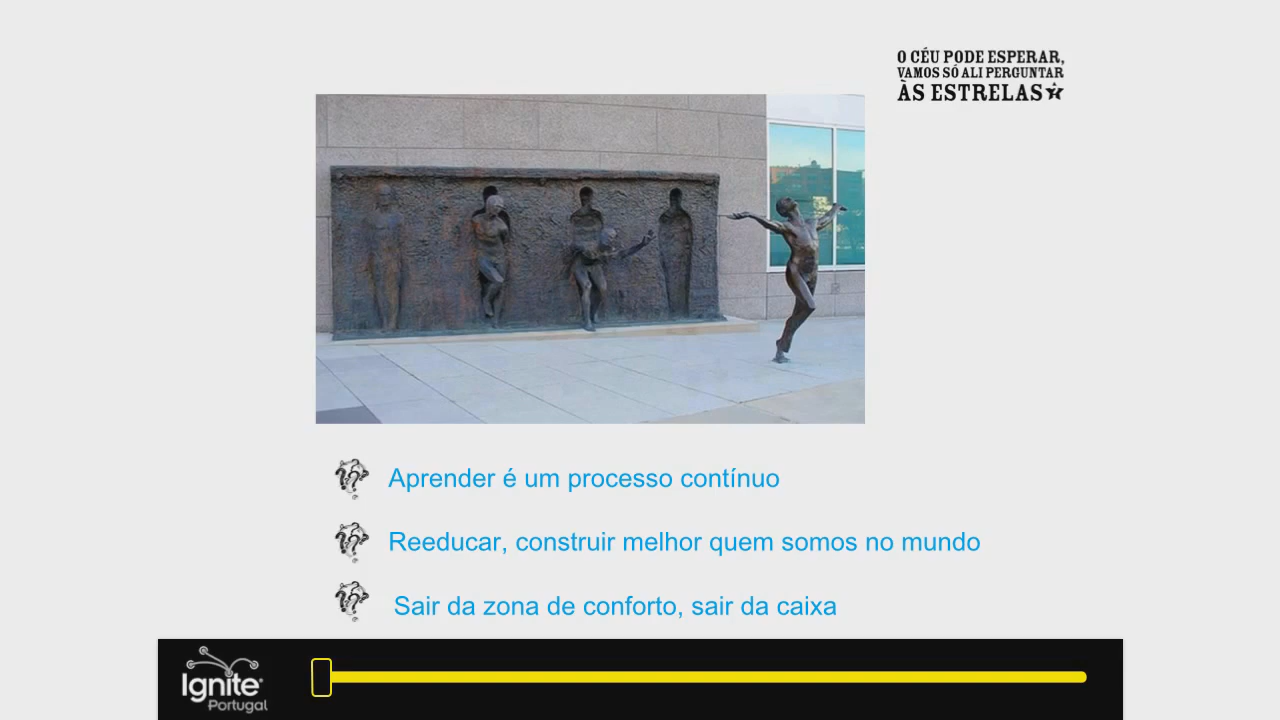 O CÉU PODE ESPERAR,
VAMOS SÓ ALI PERGUNTAR
ÀS ESTRELAS
Aprender é um processo contínuo
Reeducar, construir melhor quem somos no mundo
Sair da zona de conforto, sair da caixa
Ignite
Portugal